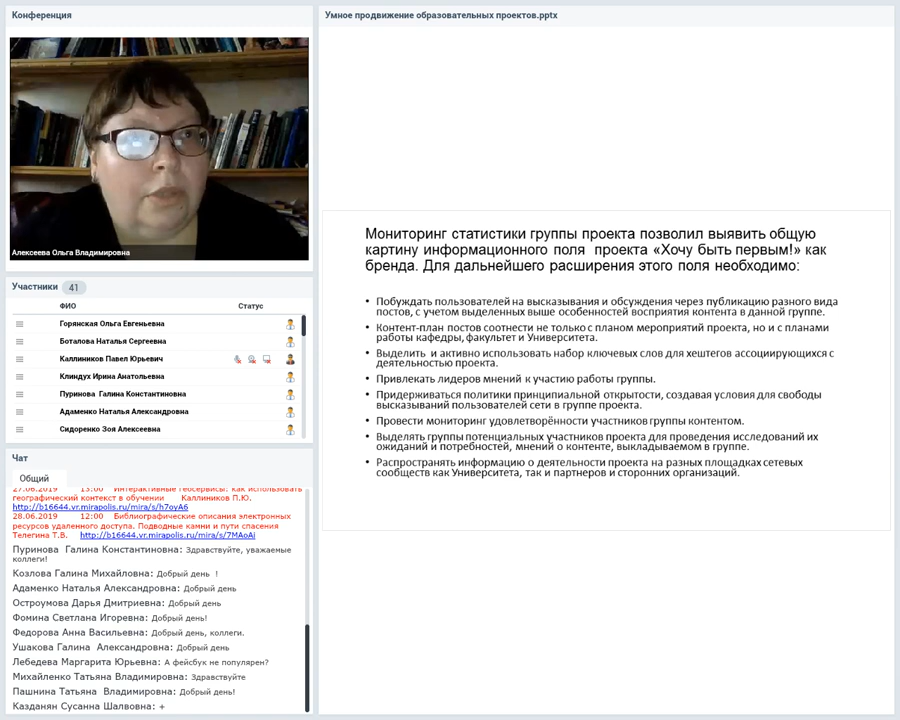 Конференция
Алексеева Ольга Владимировна
Участники 41
ФИО Статус
Горянская Ольга Евгеньевна
Боталова Наталья Сергеевна
Каллиников Павел Юрьевич
Клиндух Ирина Анатольевна
Пуринова Галина Константиновна
Адаменко Наталья Александровна
Сидоренко Зоя Алексеевна
Чат
Общий
27.06.2019 13:00 Интерактивные геосервисы: как использовать
географический контекст в обучении Каллиников П.Ю.
http://b16644.vr.mirapolis.ru/mira/s/h7oyA6
28.06.2019 12:00 Библиографические описания электронных
ресурсов удаленного доступа. Подводные камни и пути спасения
Телегина Т.В. http://b16644.vr.mirapolis.ru/mira/s/7MAoAi
Пуринова Галина Константиновна: Здравствуйте, уважаемые
коллеги!
Козлова Галина Михайловна: Добрый день !
Адаменко Наталья Александровна: Добрый день
Остроумова Дарья Дмитриевна: Добрый день
Фомина Светлана Игоревна: Добрый день!
Федорова Анна Васильевна: Добрый день, коллеги.
Ушакова Галина Александровна: Добрый день
Лебедева Маргарита Юрьевна: А фейсбук не популярен?
Михайленко Татьяна Владимировна: Здравствуйте
Пашнина Татьяна Владимировна: Добрый день!
Казданян Сусанна Шалвовна: +
Умное продвижение образовательных проектов.pptx
Мониторинг статистики группы проекта позволил выявить общую
картину информационного поля проекта «Хочу быть первым!» как
бренда. Для дальнейшего расширения этого поля необходимо:
• Побуждать пользователей на высказывания и обсуждения через публикацию разного вида
постов, с учетом выделенных выше особенностей восприятия контента в данной группе.
• Контент-план постов соотнести не только с планом мероприятий проекта, но и с планами
работы кафедры, факультет и Университета.
• Выделить и активно использовать набор ключевых слов для хештегов ассоциирующихся с
деятельностью проекта.
• Привлекать лидеров мнений к участию работы группы.
• Придерживаться политики принципиальной открытости, создавая условия для свободы
высказываний пользователей сети в группе проекта.
• Провести мониторинг удовлетворённости участников группы контентом.
• Выделять группы потенциальных участников проекта для проведения исследований их
ожиданий и потребностей, мнений о контенте, выкладываемом в группе.
• Распространять информацию о деятельности проекта на разных площадках сетевых
сообществ как Университета, так и партнеров и сторонних организаций.